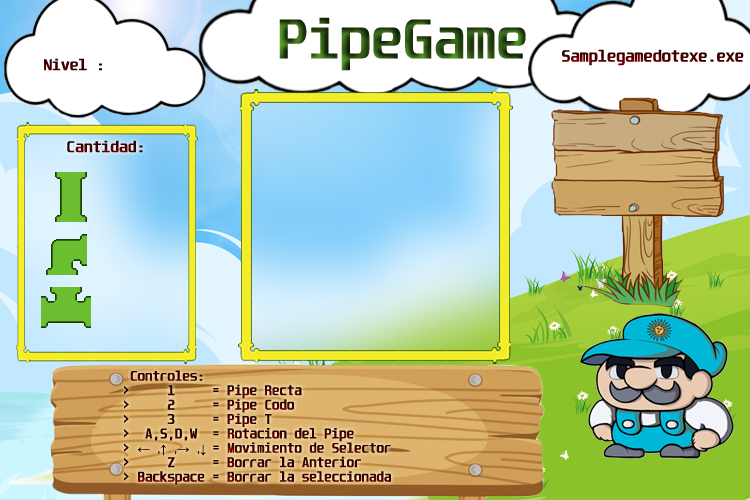 PipeGame
Nivel :
Samplegamedotexe.exe
Cantidad:
Controles:
> 1 = Pipe Recta
> 2 = Pipe Codo
> 3 = Pipe T
> A,S,D,W = Rotacion del Pipe
> ← ,↑ ,→ ,↓ = Movimiento de Selector
> Z = Borrar la Anterior
> Backspace = Borrar la seleccionada